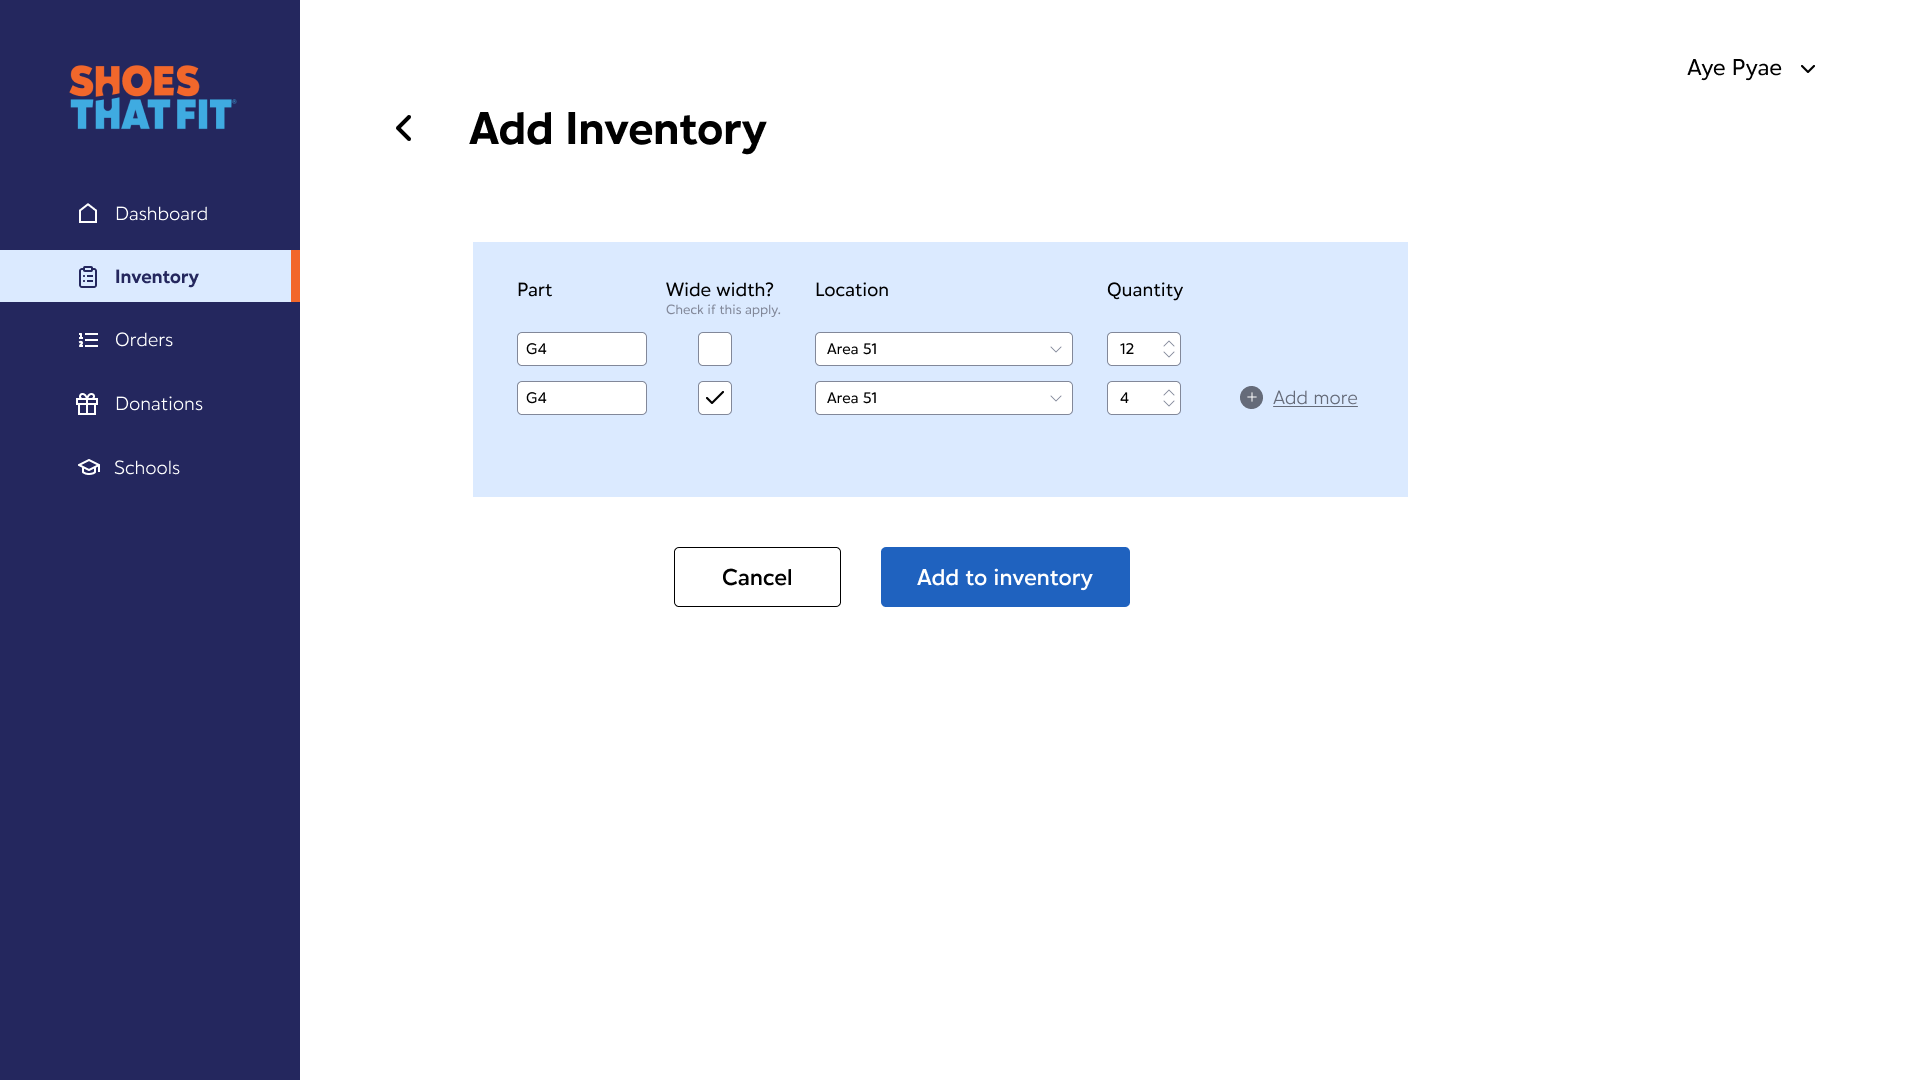 SHOES
THAT FIT
Dashboard
Inventory
Orders
Donations
Schools
Aye Pyae
Add Inventory
Part Wide width? Location Quantity
Check if this apply.
G4 Area 51 12
G4 Area 51 4 Add more
Cancel Add to inventory